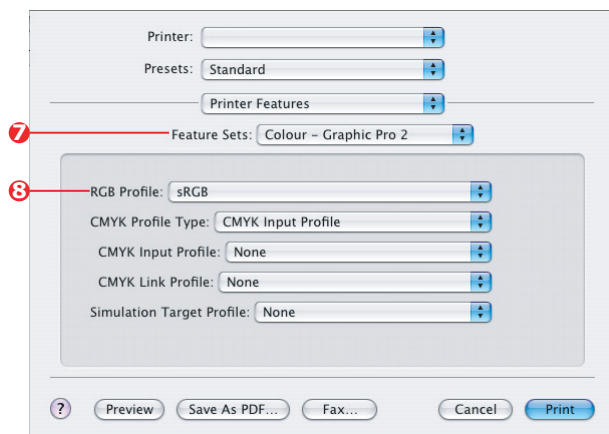 Printer:
Presets: Standard
Printer Features
7 Feature Sets: Colour – Graphic Pro 2
8 RGB Profile: sRGB
CMYK Profile Type: CMYK Input Profile
CMYK Input Profile: None
CMYK Link Profile: None
Simulation Target Profile: None
? Preview Save As PDF... Fax... Cancel Print